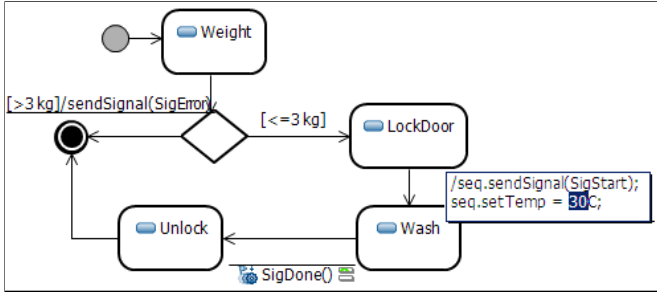 Weight
[>3 kg]/sendSignal(SigError)
[<=3 kg]
LockDoor
/seq.sendSignal(SigStart);
seq.setTemp = 30C;
Unlock
Wash
SigDone()